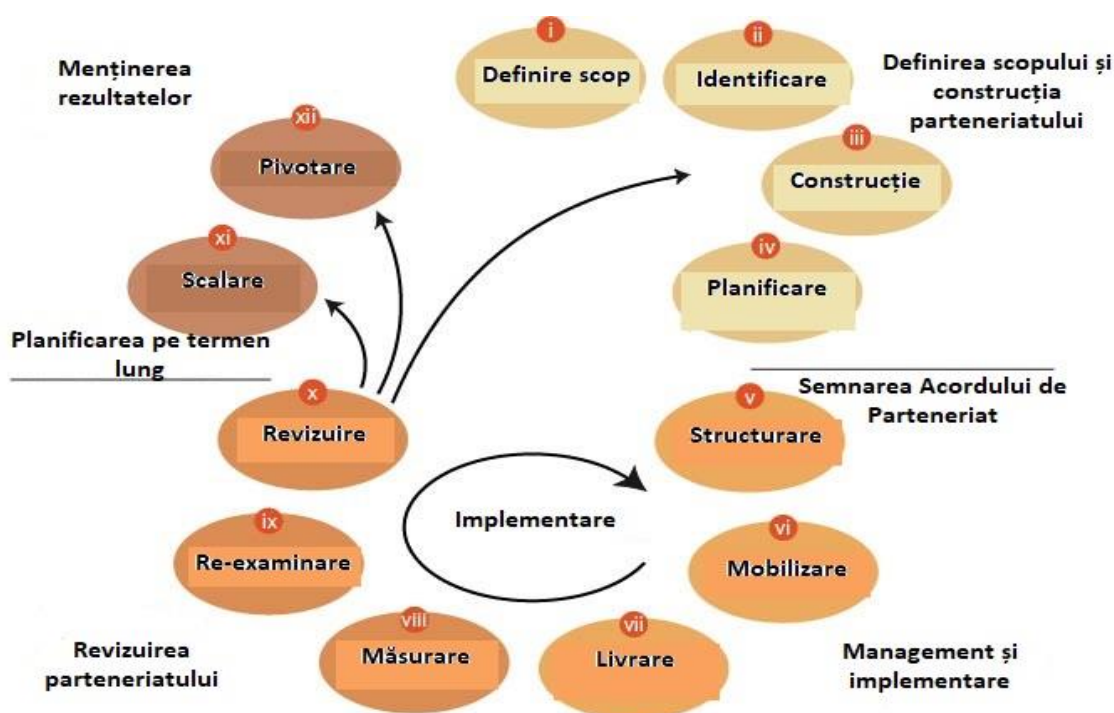 Menținerea
rezultatelor
i
Definire scop
ii
Identificare
Definirea scopului și
construcția
parteneriatului
iii
Construcție
iv
Planificare
Semnarea Acordului de
Parteneriat
v
Structurare
vi
Mobilizare
Management și
implementare
vii
Livrare
viii
Măsurare
Revizuirea
parteneriatului
ix
Re-examinare
x
Revizuire
Implementare
Planificarea pe termen
lung
xi
Scalare
xii
Pivotare